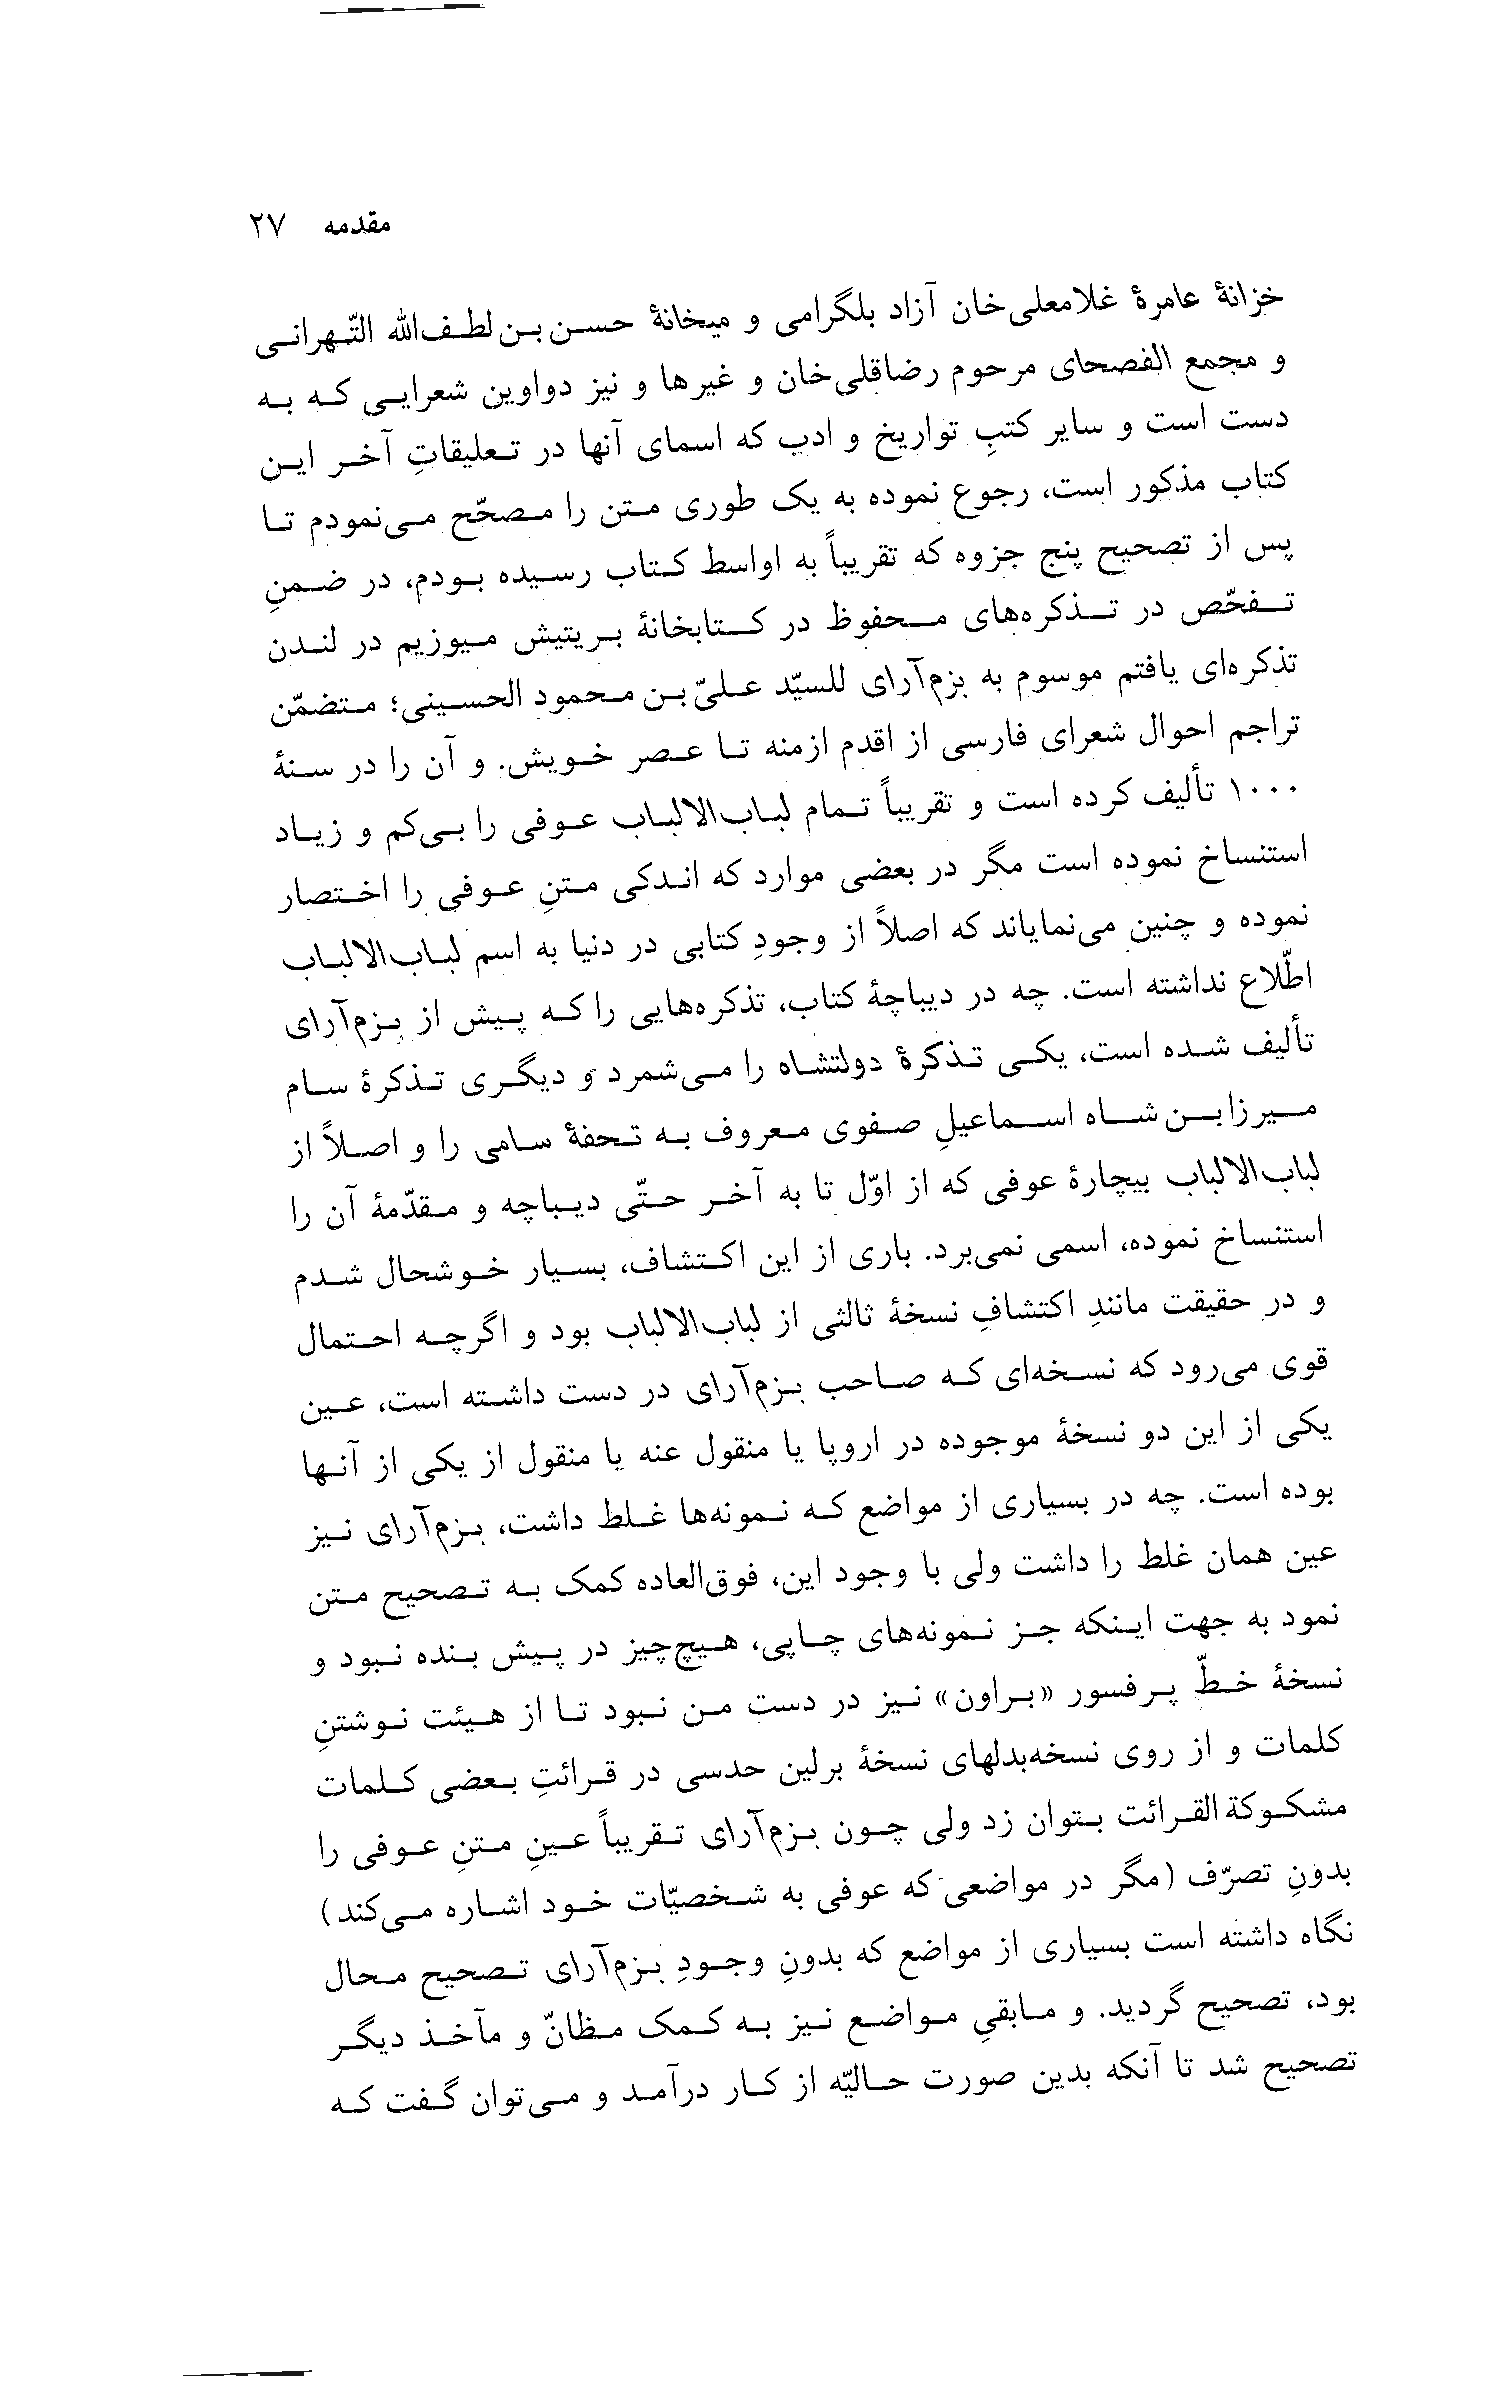 مقدمه ۲۷
خزانهٔ عامرهٔ غلامعلی‌خان آزاد بلگرامی و میخانهٔ حسن‌بن‌لطف‌الله التّهرانی
و مجمع الفصحای مرحوم رضاقلی‌خان و غیرها و نیز دواوین شعرایی که به
دست است و سایر کتبِ تواریخ و ادب که اسمای آنها در تعلیقاتِ آخر این
کتاب مذکور است، رجوع نموده به یک طوری متن را مصحّح می‌نمودم تا
پس از تصحیح پنج جزوه که تقریباً به اواسط کتاب رسیده بودم، در ضمنِ
تفحّص در تذکره‌های محفوظ در کتابخانهٔ بریتیش میوزیم در لندن
تذکره‌ای یافتم موسوم به بزم‌آرای للسیّد علیّ‌بن محمود الحسینی؛ متضمّن
تراجم احوال شعرای فارسی از اقدم ازمنه تا عصر خویش. و آن را در سنهٔ
۱۰۰۰ تألیف کرده است و تقریباً تمام لباب‌الالباب عوفی را بی‌کم و زیاد
استنساخ نموده است مگر در بعضی موارد که اندکی متنِ عوفی را اختصار
نموده و چنین می‌نمایاند که اصلاً از وجودِ کتابی در دنیا به اسم لباب‌الالباب
اطّلاع نداشته است. چه در دیباچهٔ کتاب، تذکره‌هایی را که پیش از بزم‌آرای
تألیف شده است، یکی تذکرهٔ دولتشاه را می‌شمرد و دیگری تذکرهٔ سام
میرزابن شاه اسماعیلِ صفوی معروف به تحفهٔ سامی را و اصلاً از
لباب‌الالباب بیچارهٔ عوفی که از اوّل تا به آخر حتّی دیباچه و مقدّمهٔ آن را
استنساخ نموده، اسمی نمی‌برد. باری از این اکتشاف، بسیار خوشحال شدم
و در حقیقت مانندِ اکتشافِ نسخهٔ ثالثی از لباب‌الالباب بود و اگرچه احتمال
قوی می‌رود که نسخه‌ای که صاحب بزم‌آرای در دست داشته است، عین
یکی از این دو نسخهٔ موجوده در اروپا یا منقول عنه یا منقول از یکی از آنها
بوده است. چه در بسیاری از مواضع که نمونه‌ها غلط داشت، بزم‌آرای نیز
عین همان غلط را داشت ولی با وجود این، فوق‌العاده کمک به تصحیح متن
نمود به جهت اینکه جز نمونه‌های چاپی، هیچ‌چیز در پیش بنده نبود و
نسخهٔ خطّ پرفسور «براون» نیز در دست من نبود تا از هیئت نوشتنِ
کلمات و از روی نسخه‌بدلهای نسخهٔ برلین حدسی در قرائتِ بعضی کلمات
مشکوکة القرائت بتوان زد ولی چون بزم‌آرای تقریباً عینِ متنِ عوفی را
بدونِ تصرّف (مگر در مواضعی که عوفی به شخصیّات خود اشاره می‌کند)
نگاه داشته است بسیاری از مواضع که بدونِ وجودِ بزم‌آرای تصحیح محال
بود، تصحیح گردید. و مابقیِ مواضع نیز به کمک مظانّ و مآخذ دیگر
تصحیح شد تا آنکه بدین صورت حالیّه از کار درآمد و می‌توان گفت که